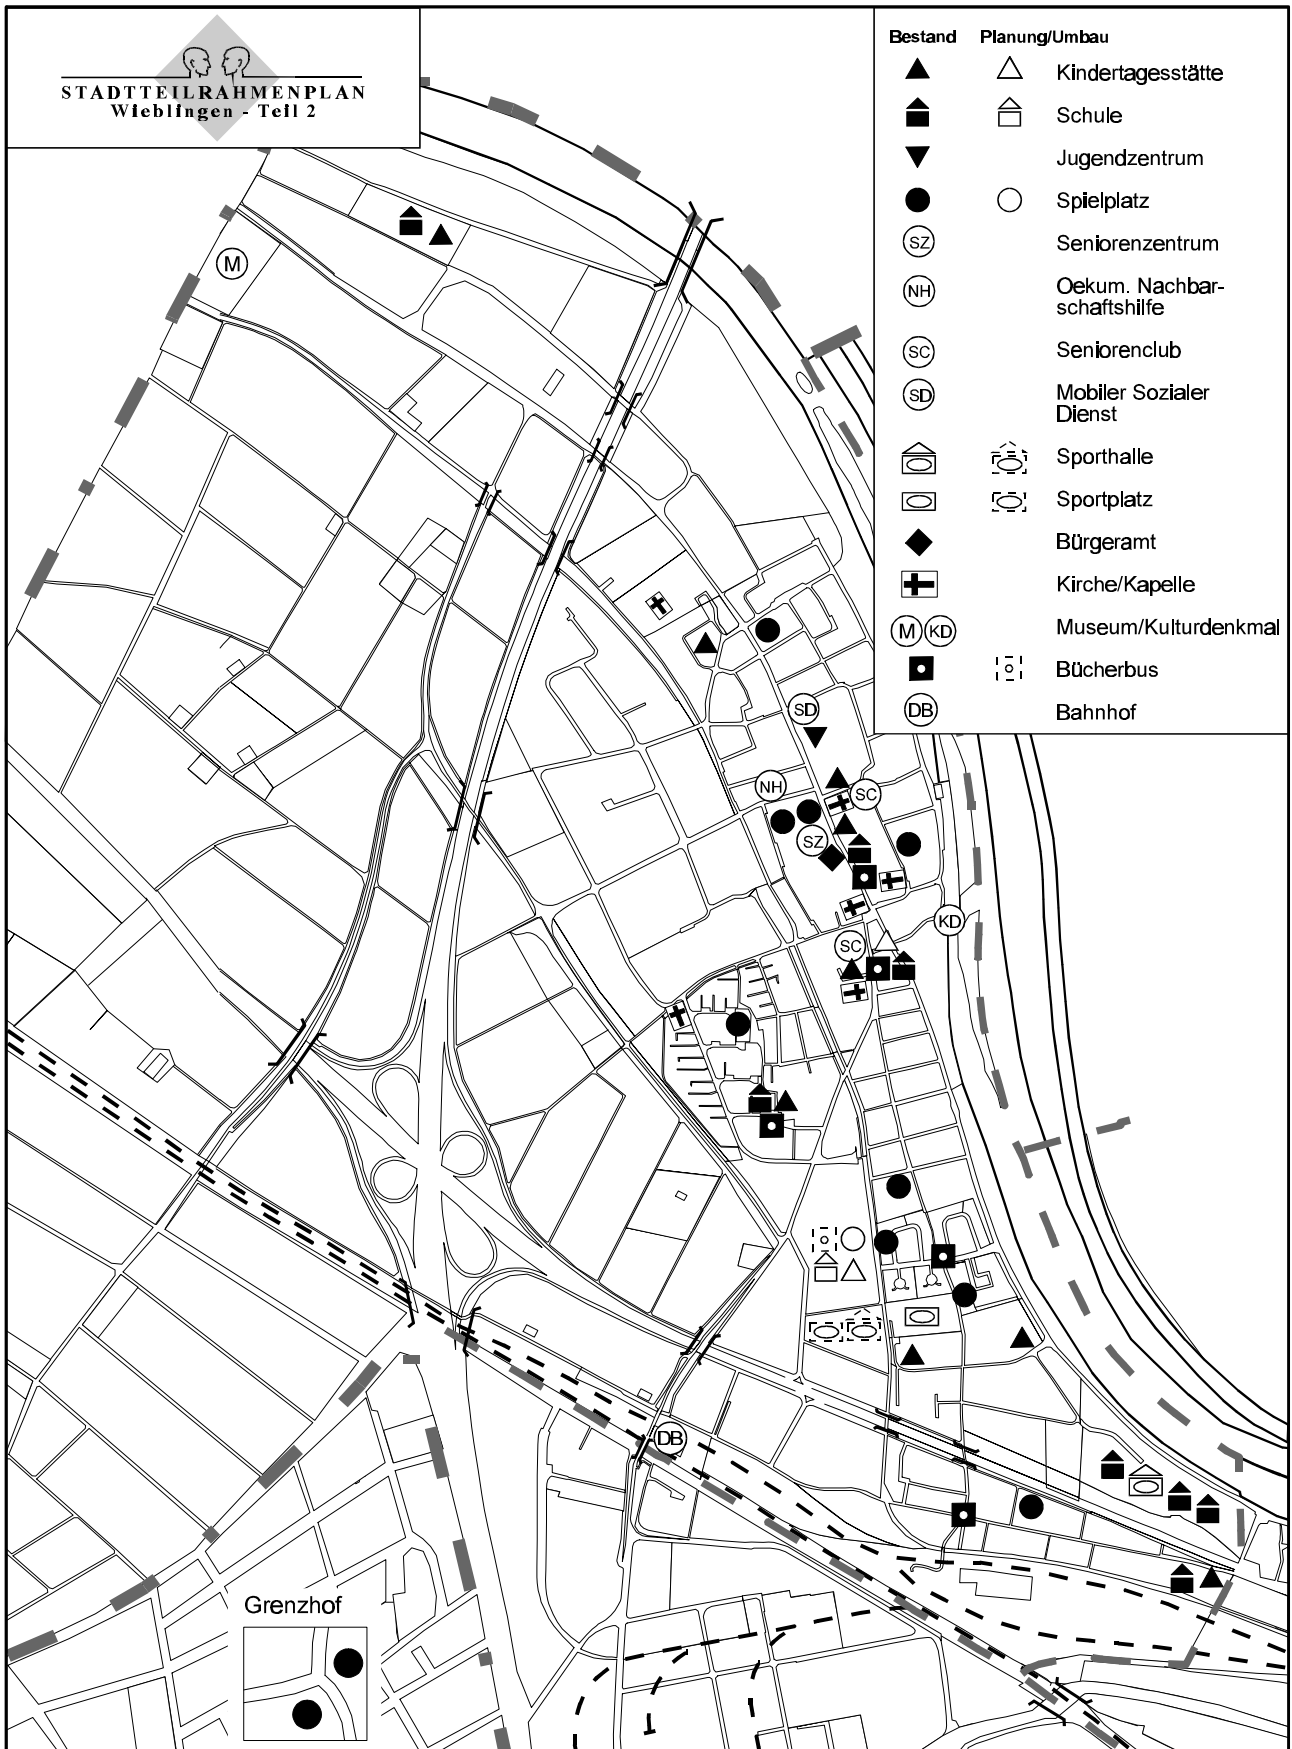 STADTTEILRAHMENPLAN
Wieblingen - Teil 2
Bestand Planung/Umbau
Kindertagesstätte
Schule
Jugendzentrum
Spielplatz
SZ Seniorenzentrum
NH Oekum. Nachbar-
schaftshilfe
SC Seniorenclub
SD Mobiler Sozialer
Dienst
Sporthalle
Sportplatz
Bürgeramt
Kirche/Kapelle
M KD Museum/Kulturdenkmal
Bücherbus
DB Bahnhof
M
SD
NH
SC
SZ
KD
SC
DB
Grenzhof